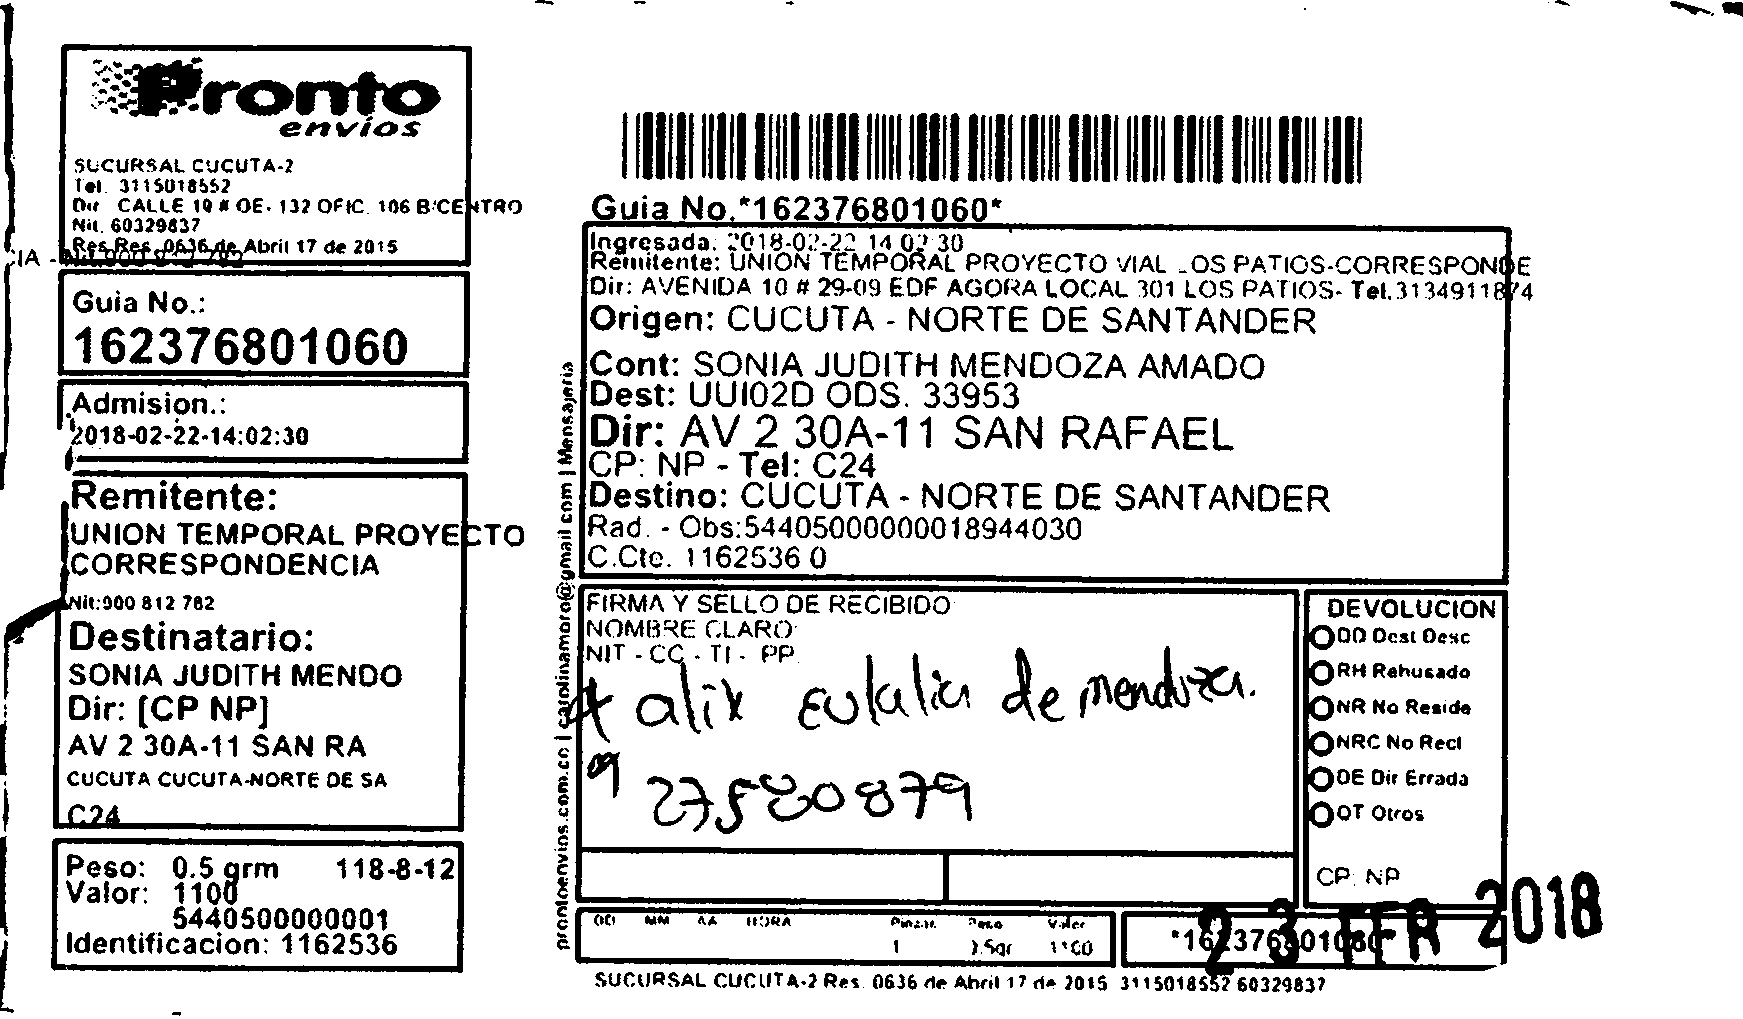 Pronto
envíos
SUCURSAL CUCUTA-2
Tel. 3115018552
Dir CALLE 10 # OE- 132 OFIC. 106 B/CENTRO
Nit. 60329837
Res.Res. 0636 de Abril 17 de 2015
Guia No.:
162376801060
Admision.:
2018-02-22-14:02:30
Remitente:
UNION TEMPORAL PROYECTO
CORRESPONDENCIA
Nit:900 812 782
Destinatario:
SONIA JUDITH MENDO
Dir: [CP NP]
AV 2 30A-11 SAN RA
CUCUTA CUCUTA-NORTE DE SA
C24
Peso: 0.5 grm 118-8-12
Valor: 1100
5440500000001
Identificacion: 1162536
prontoenvios.com.co | carolinamoro@gmail.com | Mensajeria
Guia No.*162376801060*
Ingresada: 2018-02-22 14 02 30
Remitente: UNION TEMPORAL PROYECTO VIAL LOS PATIOS-CORRESPONDE
Dir: AVENIDA 10 # 29-09 EDF AGORA LOCAL 301 LOS PATIOS- Tel.3134911874
Origen: CUCUTA - NORTE DE SANTANDER
Cont: SONIA JUDITH MENDOZA AMADO
Dest: UUI02D ODS. 33953
Dir: AV 2 30A-11 SAN RAFAEL
CP: NP - Tel: C24
Destino: CUCUTA - NORTE DE SANTANDER
Rad. - Obs:54405000000018944030
C.Cte. 1162536 0
FIRMA Y SELLO DE RECIBIDO
NOMBRE CLARO
NIT - CC - TI - PP
alix eulalia de mendoza.
27580879
DEVOLUCION
DD Dest Desc
RH Rehusado
NR No Reside
NRC No Recl
DE Dir Errada
OT Otros
CP: NP
DD MM AA HORA Peso Valor
1 0.5gr 1100
*162376801060*
23 FEB 2018
SUCURSAL CUCUTA-2 Res. 0636 de Abril 17 de 2015 3115018552 60329837